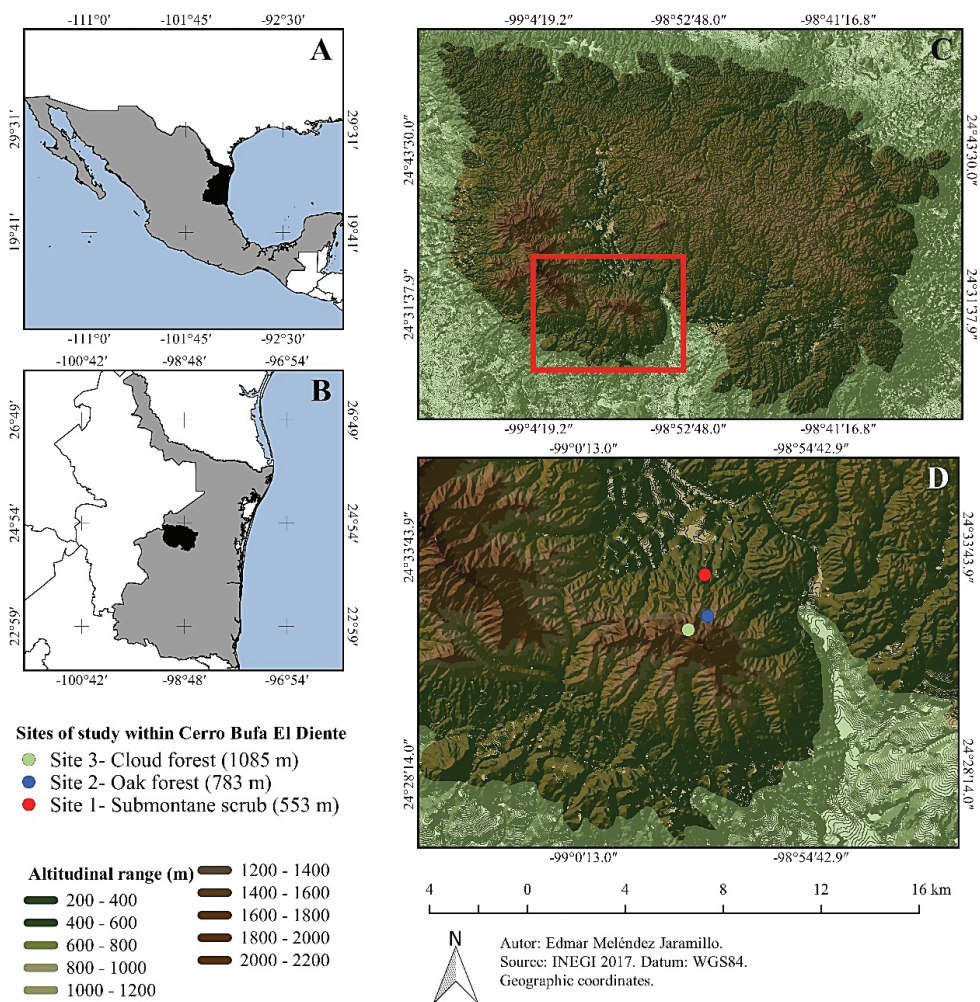 -111°0′ -101°45′ -92°30′
A
29°31′ 29°31′
19°41′ 19°41′
-111°0′ -101°45′ -92°30′
-100°42′ -98°48′ -96°54′
B
26°49′ 26°49′
24°54′ 24°54′
22°59′ 22°59′
-100°42′ -98°48′ -96°54′
-99°4′19.2″ -98°52′48.0″ -98°41′16.8″
C
24°43′30.0″ 24°43′30.0″
24°31′37.9″ 24°31′37.9″
-99°4′19.2″ -98°52′48.0″ -98°41′16.8″
-99°0′13.0″ -98°54′42.9″
D
24°33′43.9″ 24°33′43.9″
24°28′14.0″ 24°28′14.0″
-99°0′13.0″ -98°54′42.9″
Sites of study within Cerro Bufa El Diente
Site 3- Cloud forest (1085 m)
Site 2- Oak forest (783 m)
Site 1- Submontane scrub (553 m)
Altitudinal range (m)
200 - 400
400 - 600
600 - 800
800 - 1000
1000 - 1200
1200 - 1400
1400 - 1600
1600 - 1800
1800 - 2000
2000 - 2200
4 0 4 8 12 16 km
N
Autor: Edmar Meléndez Jaramillo.
Source: INEGI 2017. Datum: WGS84.
Geographic coordinates.